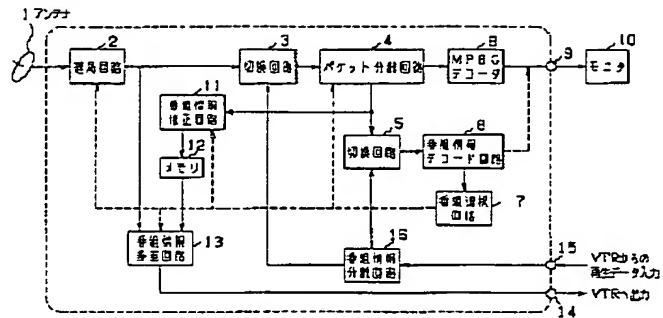 1 アンテナ
2
選局回路
3
切換回路
4
パケット分離回路
8
MPEG
デコーダ
9
10
モニタ
11
番組情報
修正回路
12
メモリ
5
切換回路
6
番組情報
デコード回路
番組選択
回路
7
番組情報
多重回路
13
16
番組情報
分離回路
15
VTRからの
再生データ入力
VTRへ出力
14